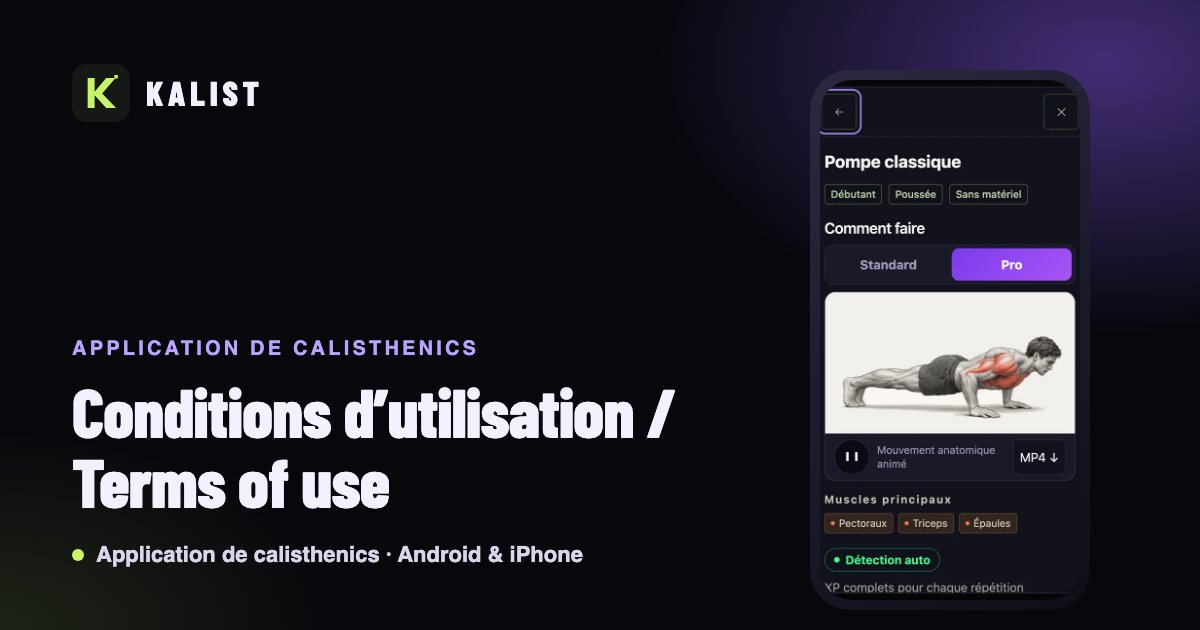 KALIST
APPLICATION DE CALISTHENICS
Conditions d’utilisation /
Terms of use
Application de calisthenics · Android & iPhone
←
×
Pompe classique
Débutant
Poussée
Sans matériel
Comment faire
Standard
Pro
Mouvement anatomique
animé
MP4 ↓
Muscles principaux
Pectoraux
Triceps
Épaules
Détection auto
XP complets pour chaque répétition